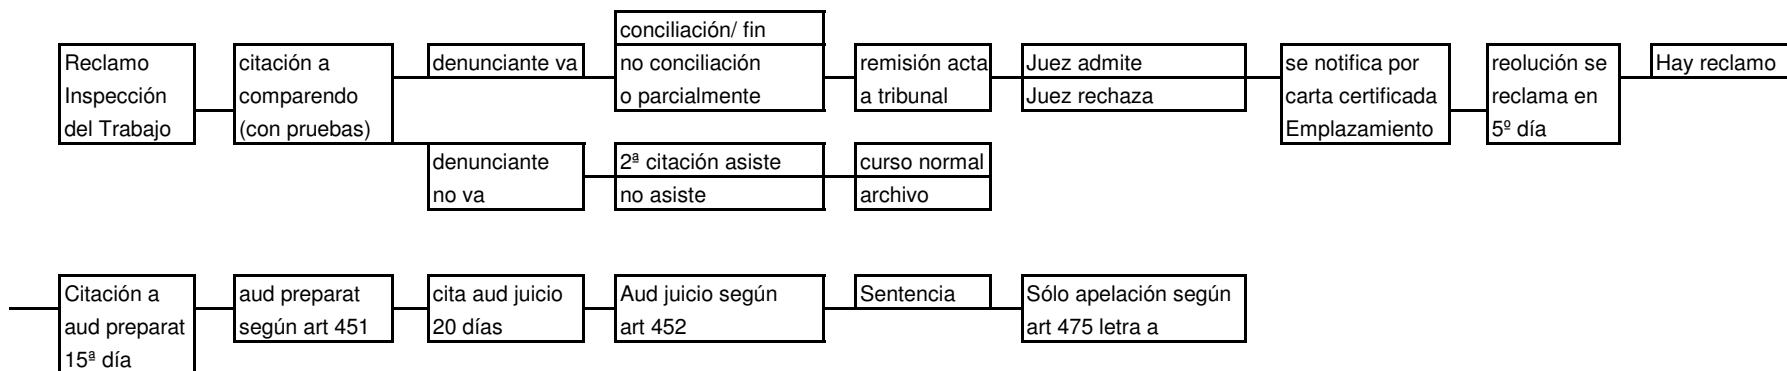 Reclamo
Inspección
del Trabajo
citación a
comparendo
(con pruebas)
denunciante va
conciliación/ fin
no conciliación
o parcialmente
remisión acta
a tribunal
Juez admite
Juez rechaza
se notifica por
carta certificada
Emplazamiento
reolución se
reclama en
5º día
Hay reclamo
denunciante
no va
2ª citación asiste
no asiste
curso normal
archivo
Citación a
aud preparat
15ª día
aud preparat
según art 451
cita aud juicio
20 días
Aud juicio según
art 452
Sentencia
Sólo apelación según
art 475 letra a